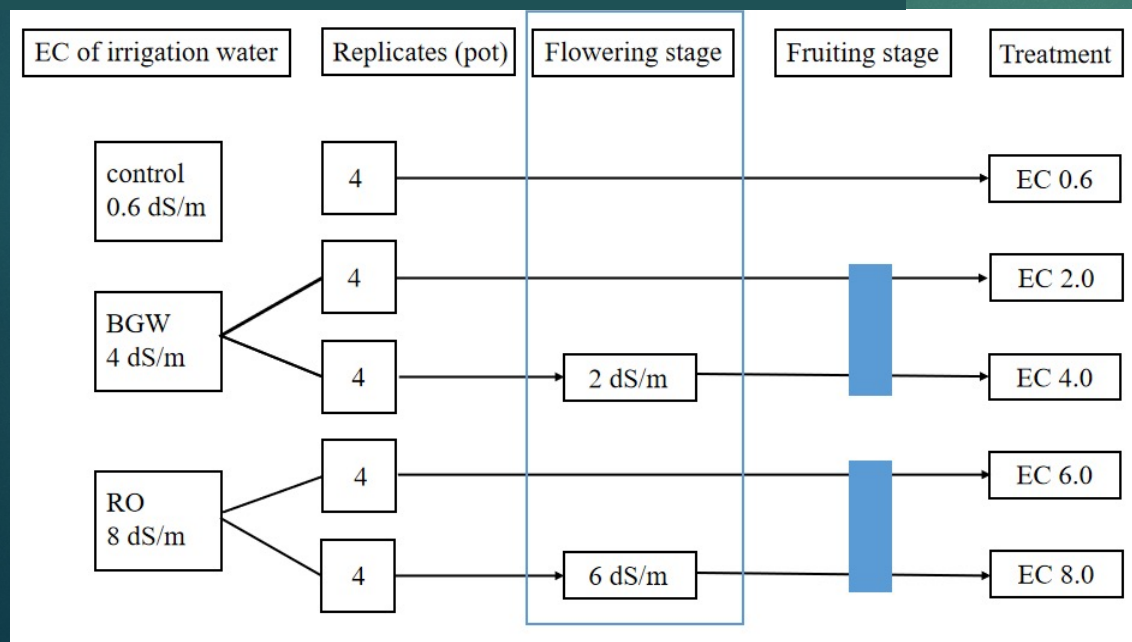 EC of irrigation water
Replicates (pot)
Flowering stage
Fruiting stage
Treatment
control
0.6 dS/m
4
EC 0.6
BGW
4 dS/m
4
EC 2.0
4
2 dS/m
EC 4.0
RO
8 dS/m
4
EC 6.0
4
6 dS/m
EC 8.0